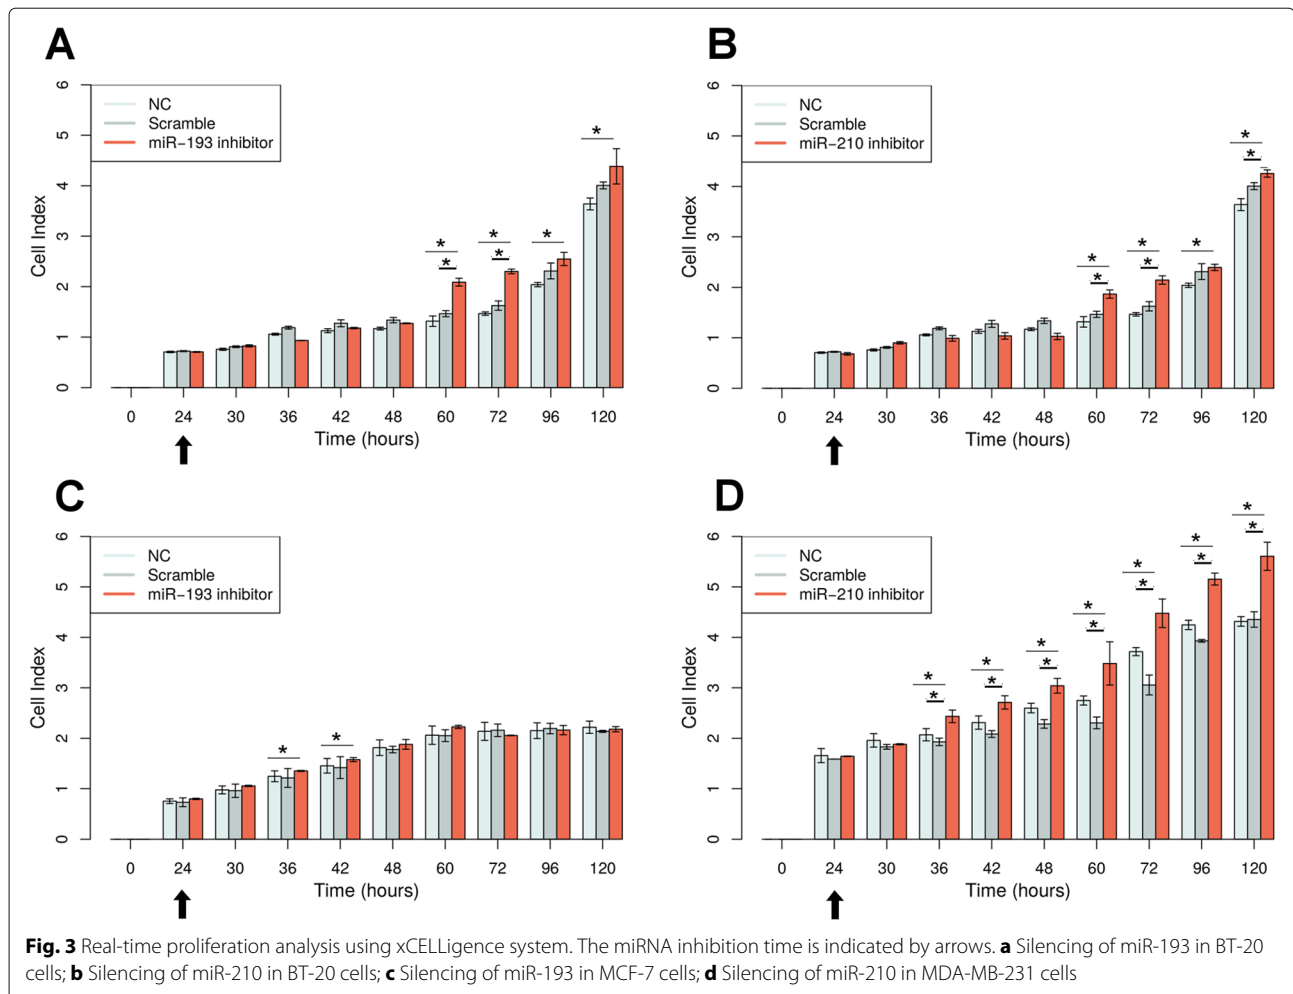 A
6
5
4
3
2
1
0
Cell Index
NC
Scramble
miR−193 inhibitor
* * * * * *
0 24 30 36 42 48 60 72 96 120
Time (hours)
B
6
5
4
3
2
1
0
Cell Index
NC
Scramble
miR−210 inhibitor
* * * * * * *
0 24 30 36 42 48 60 72 96 120
Time (hours)
C
6
5
4
3
2
1
0
Cell Index
NC
Scramble
miR−193 inhibitor
* *
0 24 30 36 42 48 60 72 96 120
Time (hours)
D
6
5
4
3
2
1
0
Cell Index
NC
Scramble
miR−210 inhibitor
* * * * * * * * * * * * * *
0 24 30 36 42 48 60 72 96 120
Time (hours)
Fig. 3 Real-time proliferation analysis using xCELLigence system. The miRNA inhibition time is indicated by arrows. a Silencing of miR-193 in BT-20
cells; b Silencing of miR-210 in BT-20 cells; c Silencing of miR-193 in MCF-7 cells; d Silencing of miR-210 in MDA-MB-231 cells